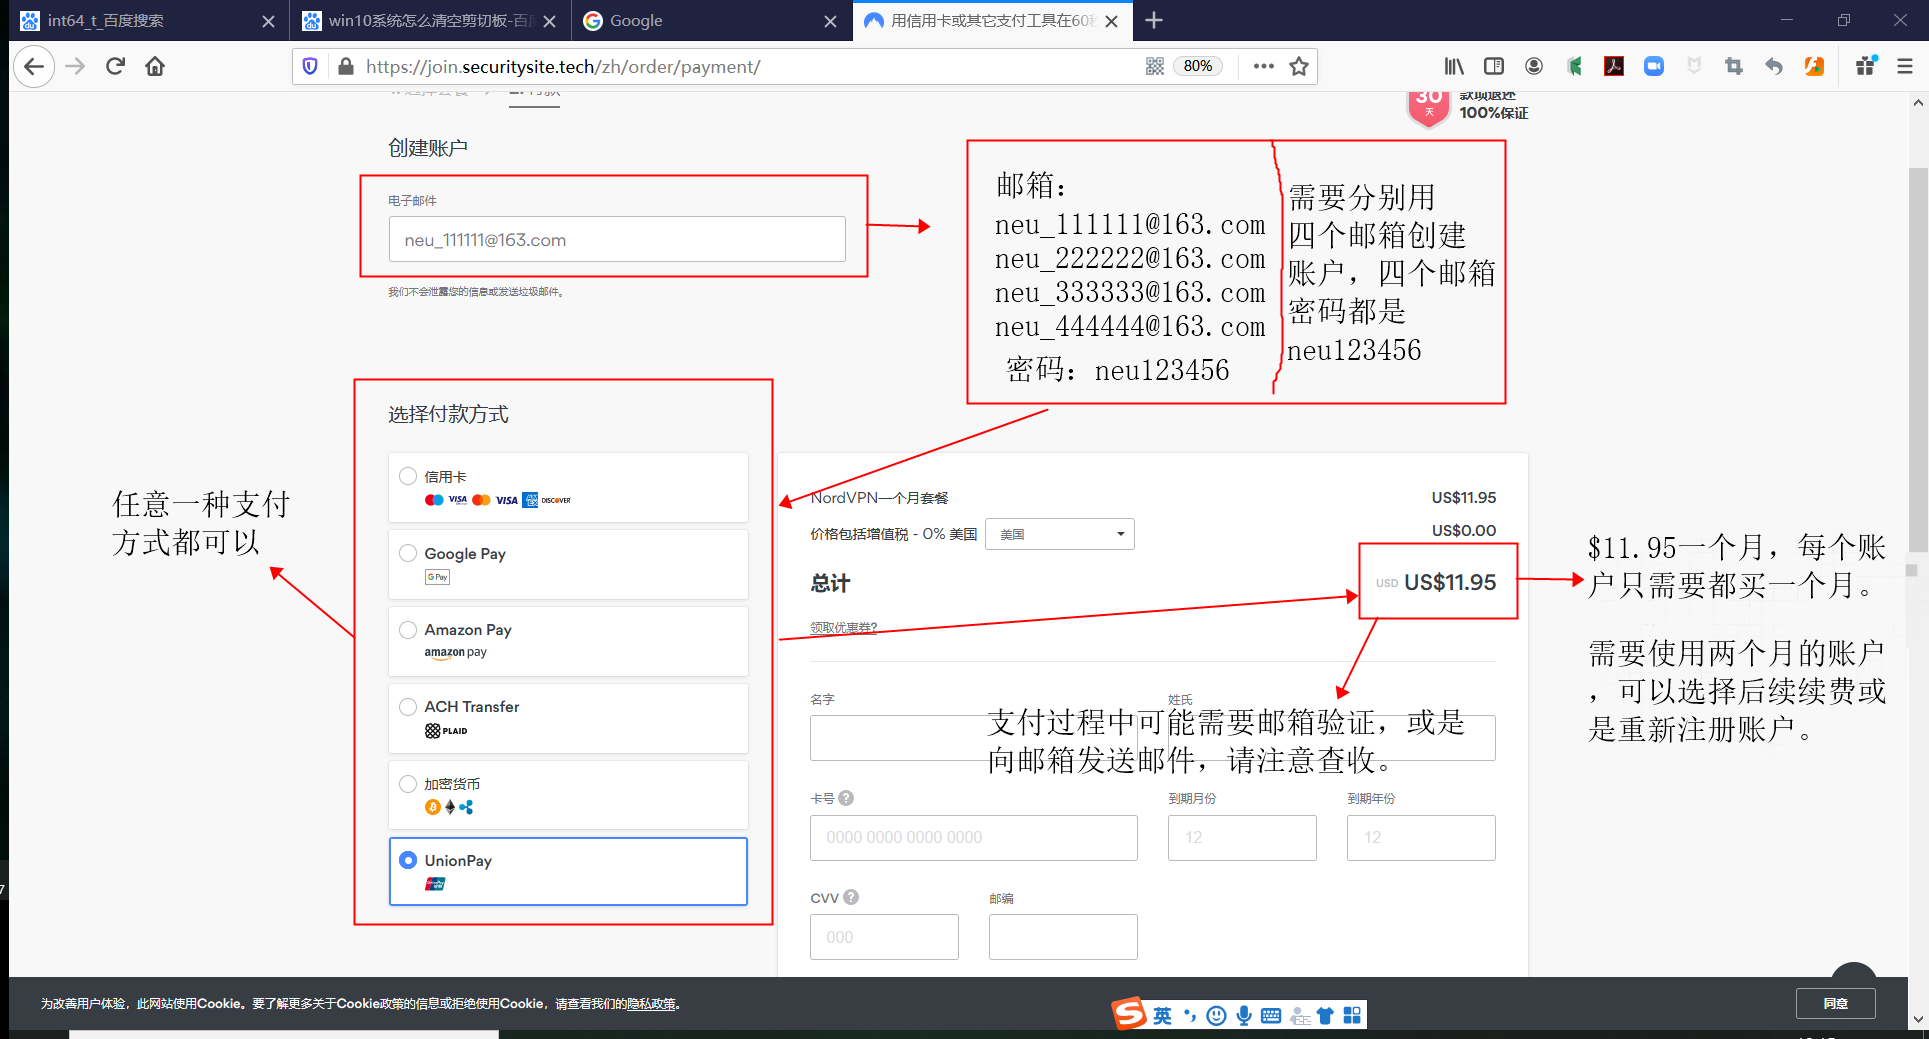 int64_t_百度搜索
win10系统怎么清空剪切板-百度
Google
用信用卡或其它支付工具在60秒
https://join.securitysite.tech/zh/order/payment/
80%
2. 付款
30
天
款项退还
100%保证
创建账户
电子邮件
neu_111111@163.com
我们不会泄露您的信息或发送垃圾邮件。
邮箱：
neu_111111@163.com
neu_222222@163.com
neu_333333@163.com
neu_444444@163.com
密码：neu123456
需要分别用
四个邮箱创建
账户，四个邮箱
密码都是
neu123456
选择付款方式
信用卡
VISA
VISA
DISCOVER
Google Pay
G Pay
Amazon Pay
amazon pay
ACH Transfer
PLAID
加密货币
UnionPay
任意一种支付
方式都可以
NordVPN一个月套餐
US$11.95
价格包括增值税 - 0% 美国
美国
US$0.00
总计
USD US$11.95
领取优惠券?
$11.95一个月，每个账
户只需要都买一个月。
需要使用两个月的账户
，可以选择后续续费或
是重新注册账户。
名字
姓氏
支付过程中可能需要邮箱验证，或是
向邮箱发送邮件，请注意查收。
卡号
到期月份
到期年份
0000 0000 0000 0000
12
12
CVV
邮编
000
为改善用户体验，此网站使用Cookie。要了解更多关于Cookie政策的信息或拒绝使用Cookie，请查看我们的隐私政策。
同意
英
7